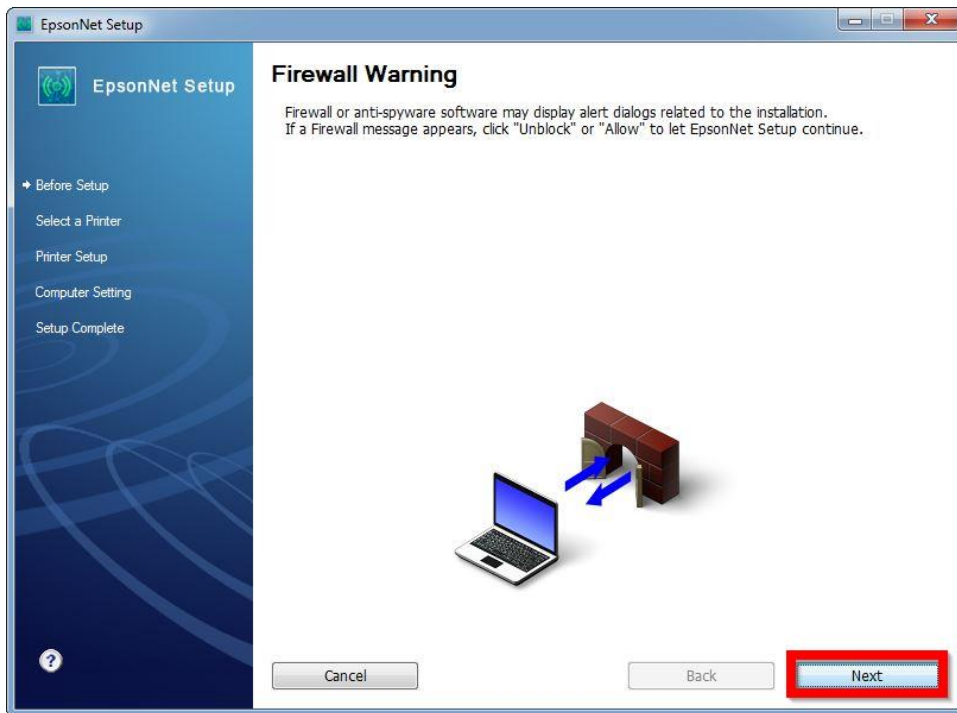 EpsonNet Setup
EpsonNet Setup
Before Setup
Select a Printer
Printer Setup
Computer Setting
Setup Complete
Firewall Warning
Firewall or anti-spyware software may display alert dialogs related to the installation.
If a Firewall message appears, click "Unblock" or "Allow" to let EpsonNet Setup continue.
?
Cancel
Back
Next